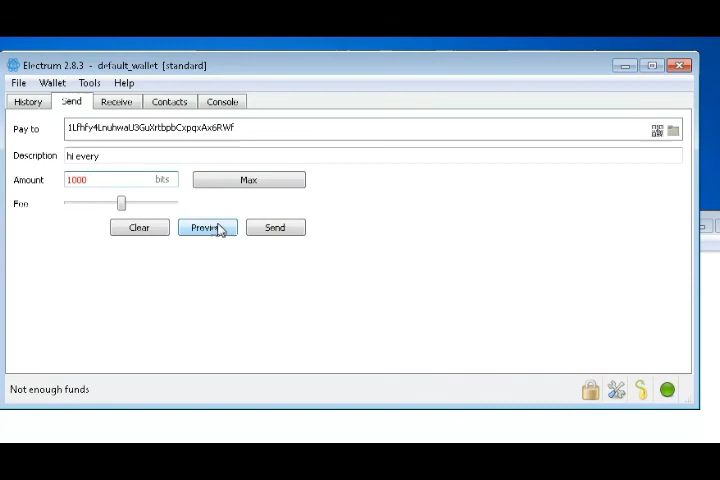 Electrum 2.8.3 - default_wallet [standard]
File Wallet Tools Help
History Send Receive Contacts Console
Pay to 1Lfhfy4LnuhwaU3GuXrtbpbCxpqxAx6RWf
Description hi every
Amount 1000 bits Max
Fee
Clear Send
Not enough funds